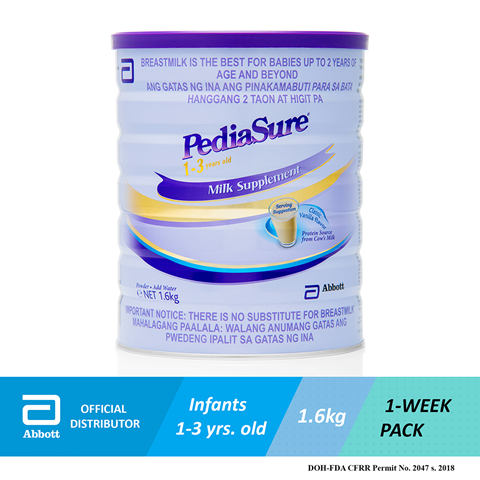 BREASTMILK IS THE BEST FOR BABIES UP TO 2 YEARS OF
AGE AND BEYOND
ANG GATAS NG INA ANG PINAKAMABUTI PARA SA BATA
HANGGANG 2 TAON AT HIGIT PA
PediaSure®
1-3 years old
Milk Supplement
Serving
Suggestion
Classic
Vanilla Flavor
Protein Source
from Cow's Milk
Powder • Add Water
℮ NET 1.6kg
Abbott
IMPORTANT NOTICE: THERE IS NO SUBSTITUTE FOR BREASTMILK
MAHALAGANG PAALALA: WALANG ANUMANG GATAS ANG
PWEDENG IPALIT SA GATAS NG INA
Abbott
OFFICIAL
DISTRIBUTOR
Infants
1-3 yrs. old
1.6kg
1-WEEK
PACK
DOH-FDA CFRR Permit No. 2047 s. 2018